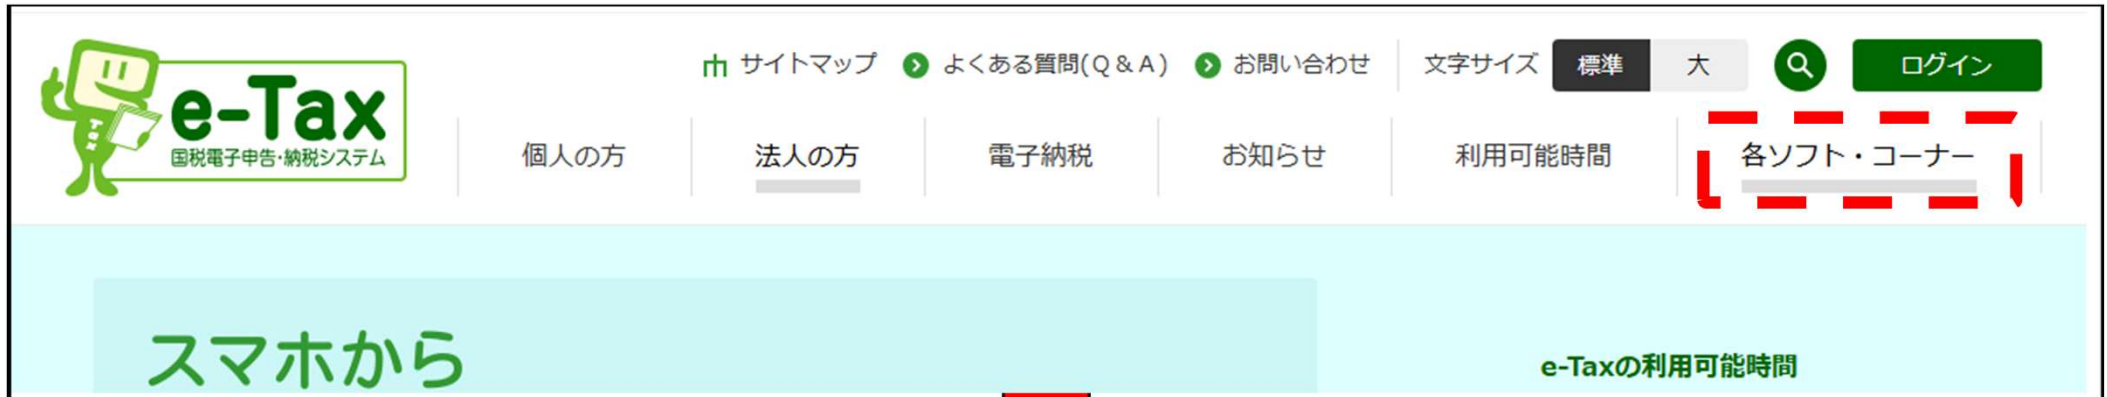 サイトマップ よくある質問(Q＆A) お問い合わせ 文字サイズ 標準 大 ログイン
Tax
e-Tax
国税電子申告・納税システム
個人の方 法人の方 電子納税 お知らせ 利用可能時間 各ソフト・コーナー
スマホから
e-Taxの利用可能時間